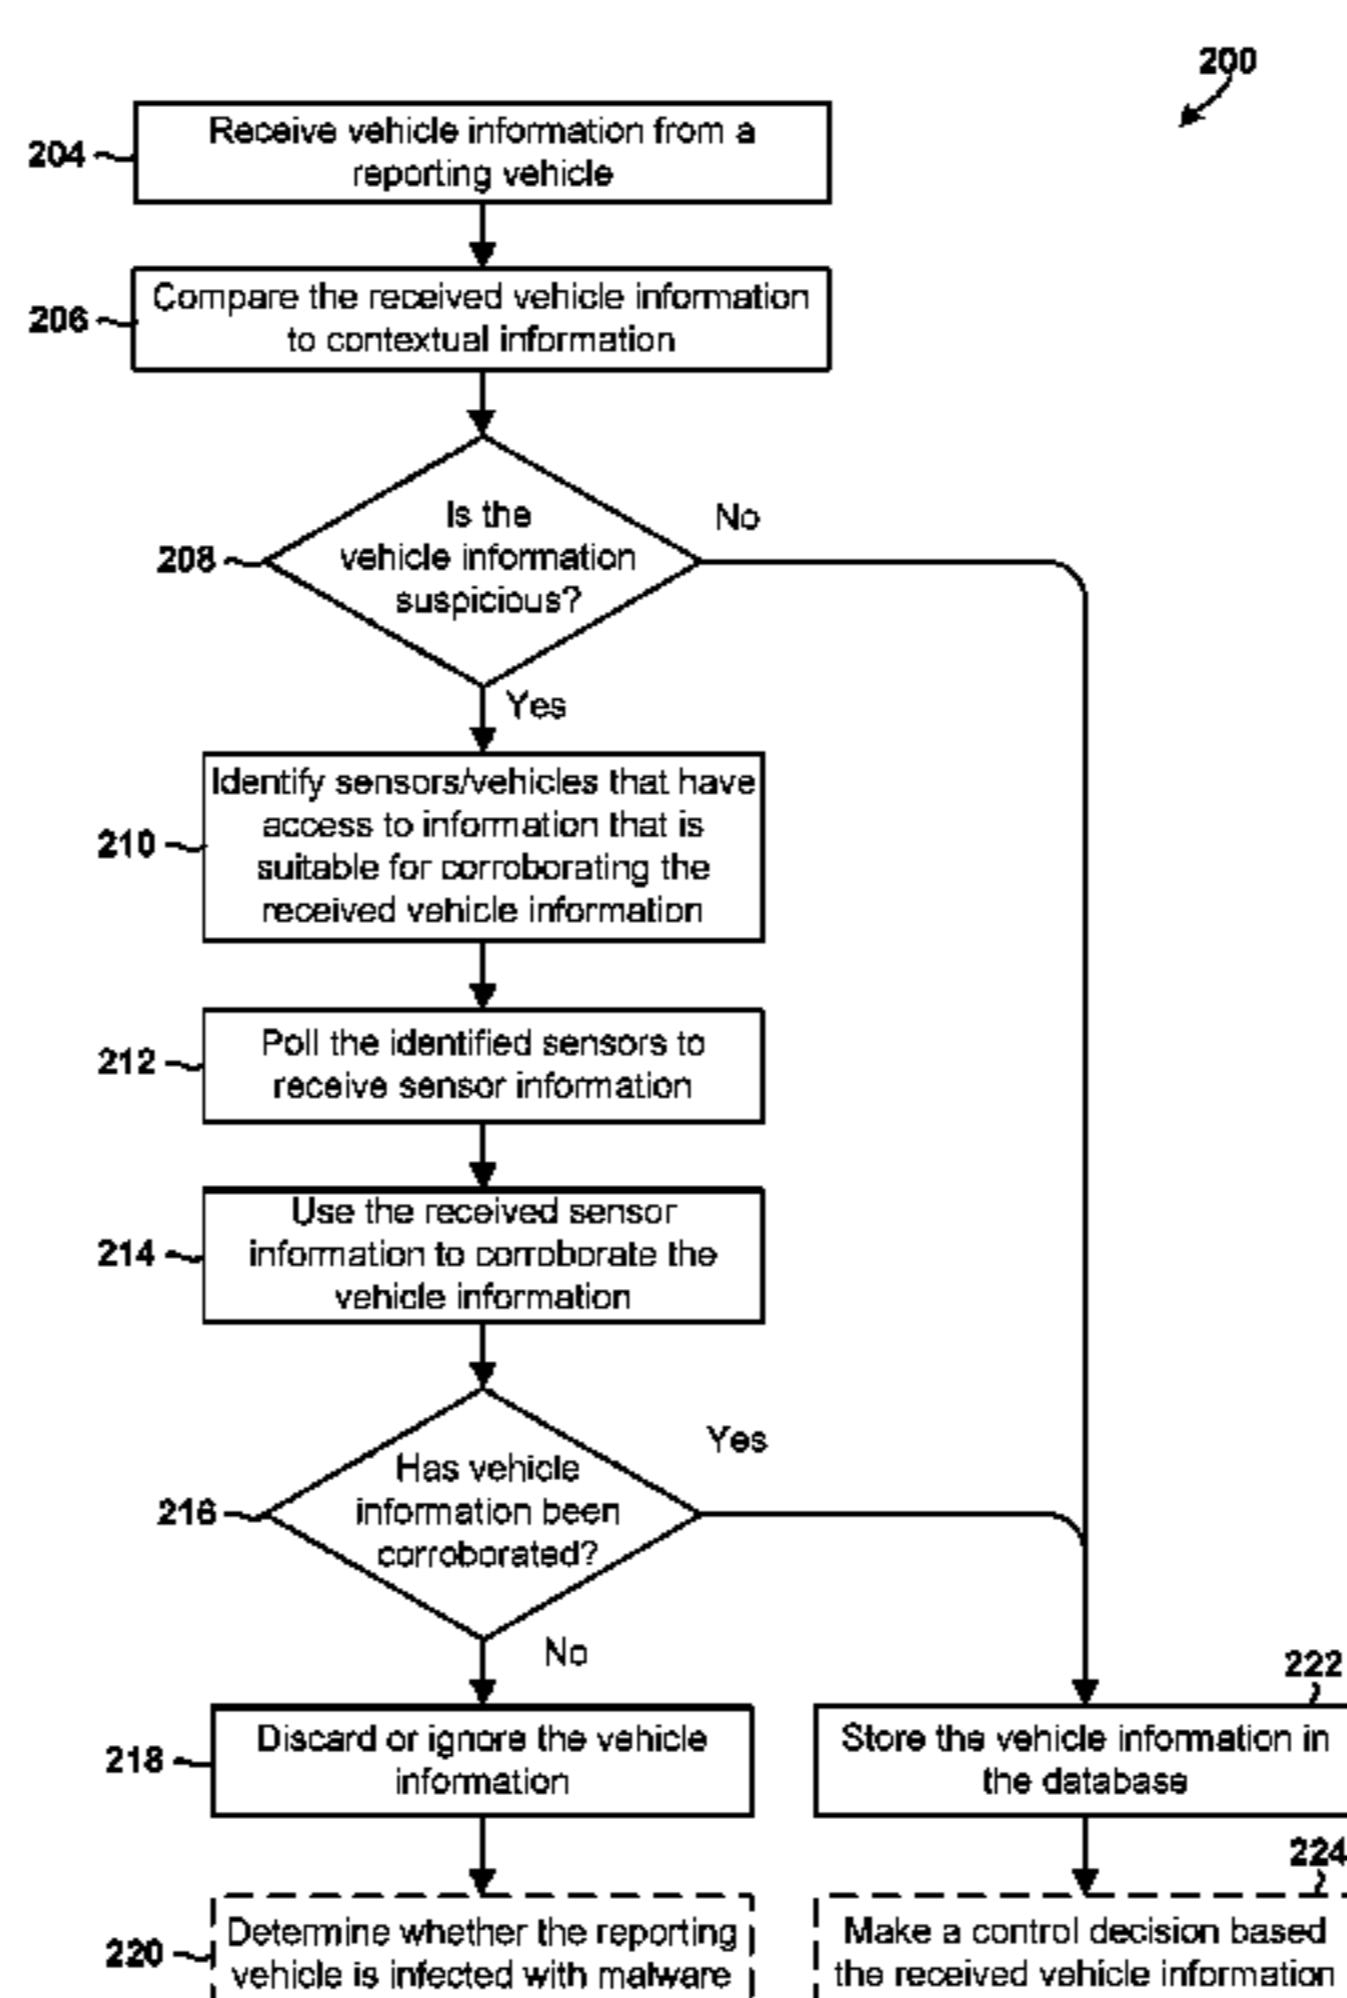 200
204
Receive vehicle information from a
reporting vehicle
206
Compare the received vehicle information
to contextual information
208
Is the
vehicle information
suspicious?
No
Yes
210
Identify sensors/vehicles that have
access to information that is
suitable for corroborating the
received vehicle information
212
Poll the identified sensors to
receive sensor information
214
Use the received sensor
information to corroborate the
vehicle information
216
Has vehicle
information been
corroborated?
Yes
No
218
Discard or ignore the vehicle
information
222
Store the vehicle information in
the database
220
Determine whether the reporting
vehicle is infected with malware
224
Make a control decision based
the received vehicle information